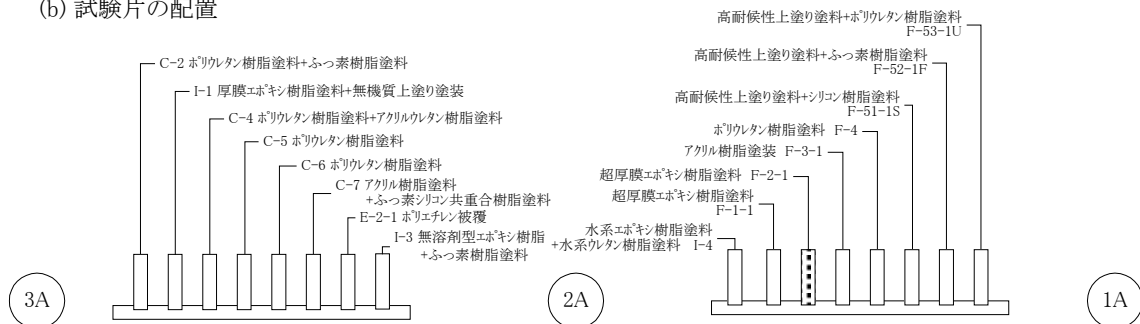 (b) 試験片の配置
C-2 ポリウレタン樹脂塗料+ふっ素樹脂塗料
I-1 厚膜エポキシ樹脂塗料+無機質上塗り塗装
C-4 ポリウレタン樹脂塗料+アクリルウレタン樹脂塗料
C-5 ポリウレタン樹脂塗料
C-6 ポリウレタン樹脂塗料
C-7 アクリル樹脂塗料
+ふっ素シリコン共重合樹脂塗料
E-2-1 ポリエチレン被覆
I-3 無溶剤型エポキシ樹脂
+ふっ素樹脂塗料
高耐候性上塗り塗料+ポリウレタン樹脂塗料
F-53-1U
高耐候性上塗り塗料+ふっ素樹脂塗料
F-52-1F
高耐候性上塗り塗料+シリコン樹脂塗料
F-51-1S
ポリウレタン樹脂塗料 F-4
アクリル樹脂塗装 F-3-1
超厚膜エポキシ樹脂塗料 F-2-1
超厚膜エポキシ樹脂塗料
F-1-1
水系エポキシ樹脂塗料
+水系ウレタン樹脂塗料 I-4
3A
2A
1A